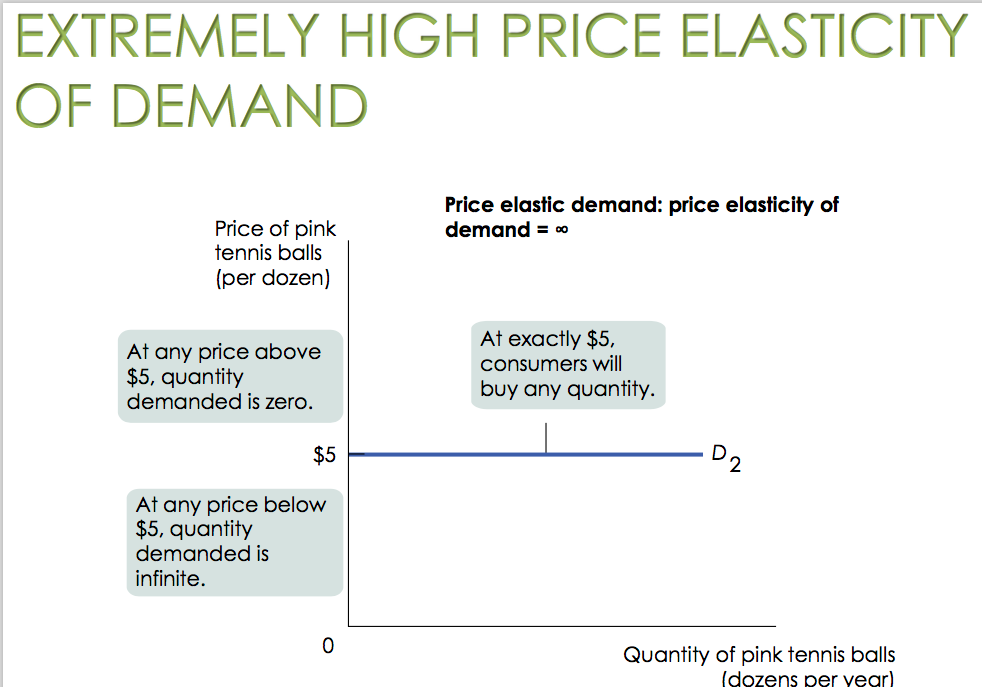 EXTREMELY HIGH PRICE ELASTICITY
OF DEMAND
Price elastic demand: price elasticity of
demand = ∞
Price of pink
tennis balls
(per dozen)
At any price above
$5, quantity
demanded is zero.
At exactly $5,
consumers will
buy any quantity.
$5
D2
At any price below
$5, quantity
demanded is
infinite.
0
Quantity of pink tennis balls
(dozens per year)